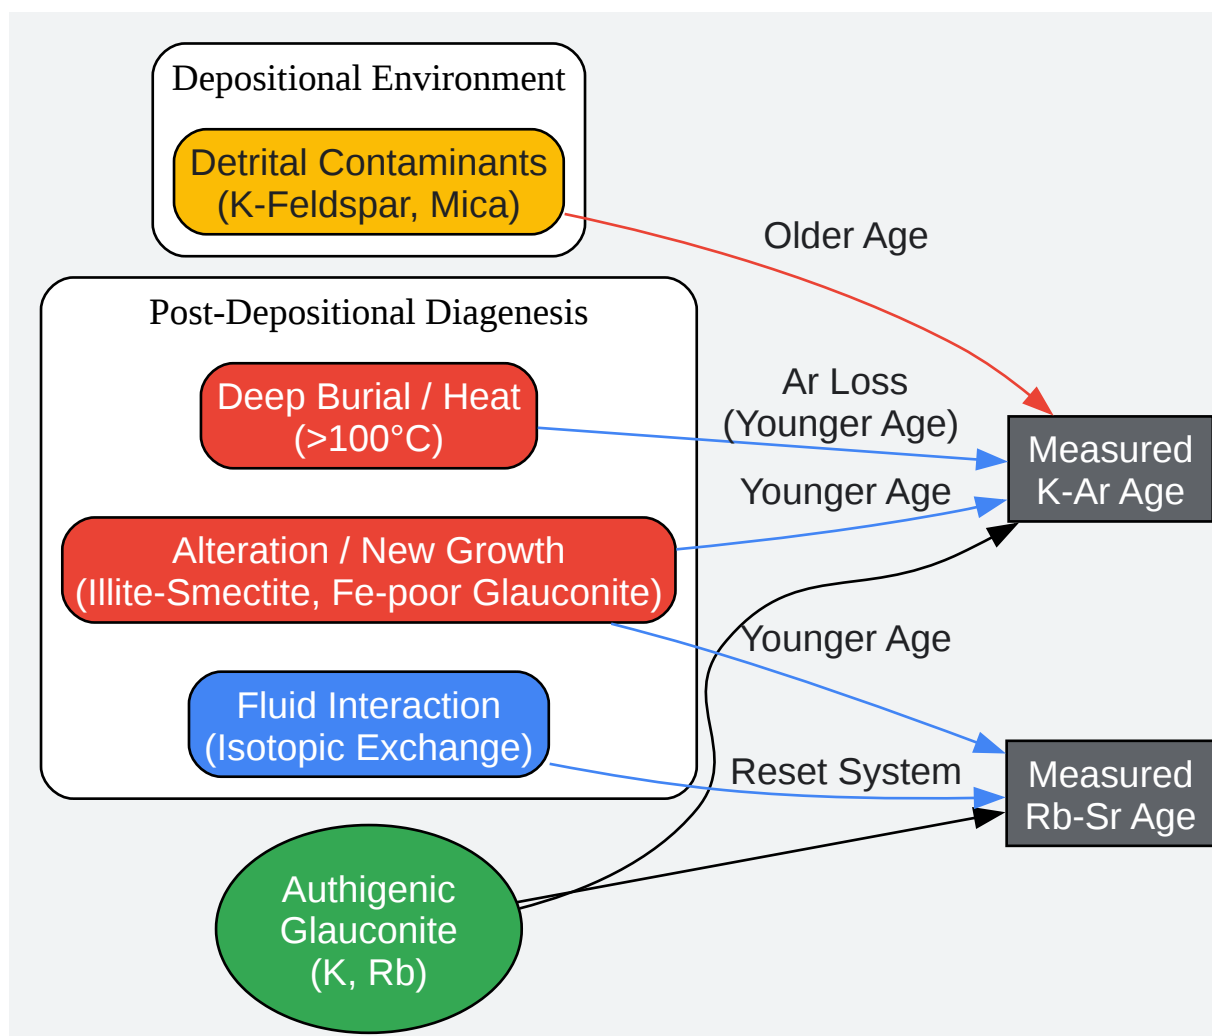 Depositional Environment
Detrital Contaminants
(K-Feldspar, Mica)
Older Age
Post-Depositional Diagenesis
Deep Burial / Heat
(>100°C)
Ar Loss
(Younger Age)
Measured
K-Ar Age
Younger Age
Alteration / New Growth
(Illite-Smectite, Fe-poor Glauconite)
Younger Age
Fluid Interaction
(Isotopic Exchange)
Reset System
Measured
Rb-Sr Age
Authigenic
Glauconite
(K, Rb)